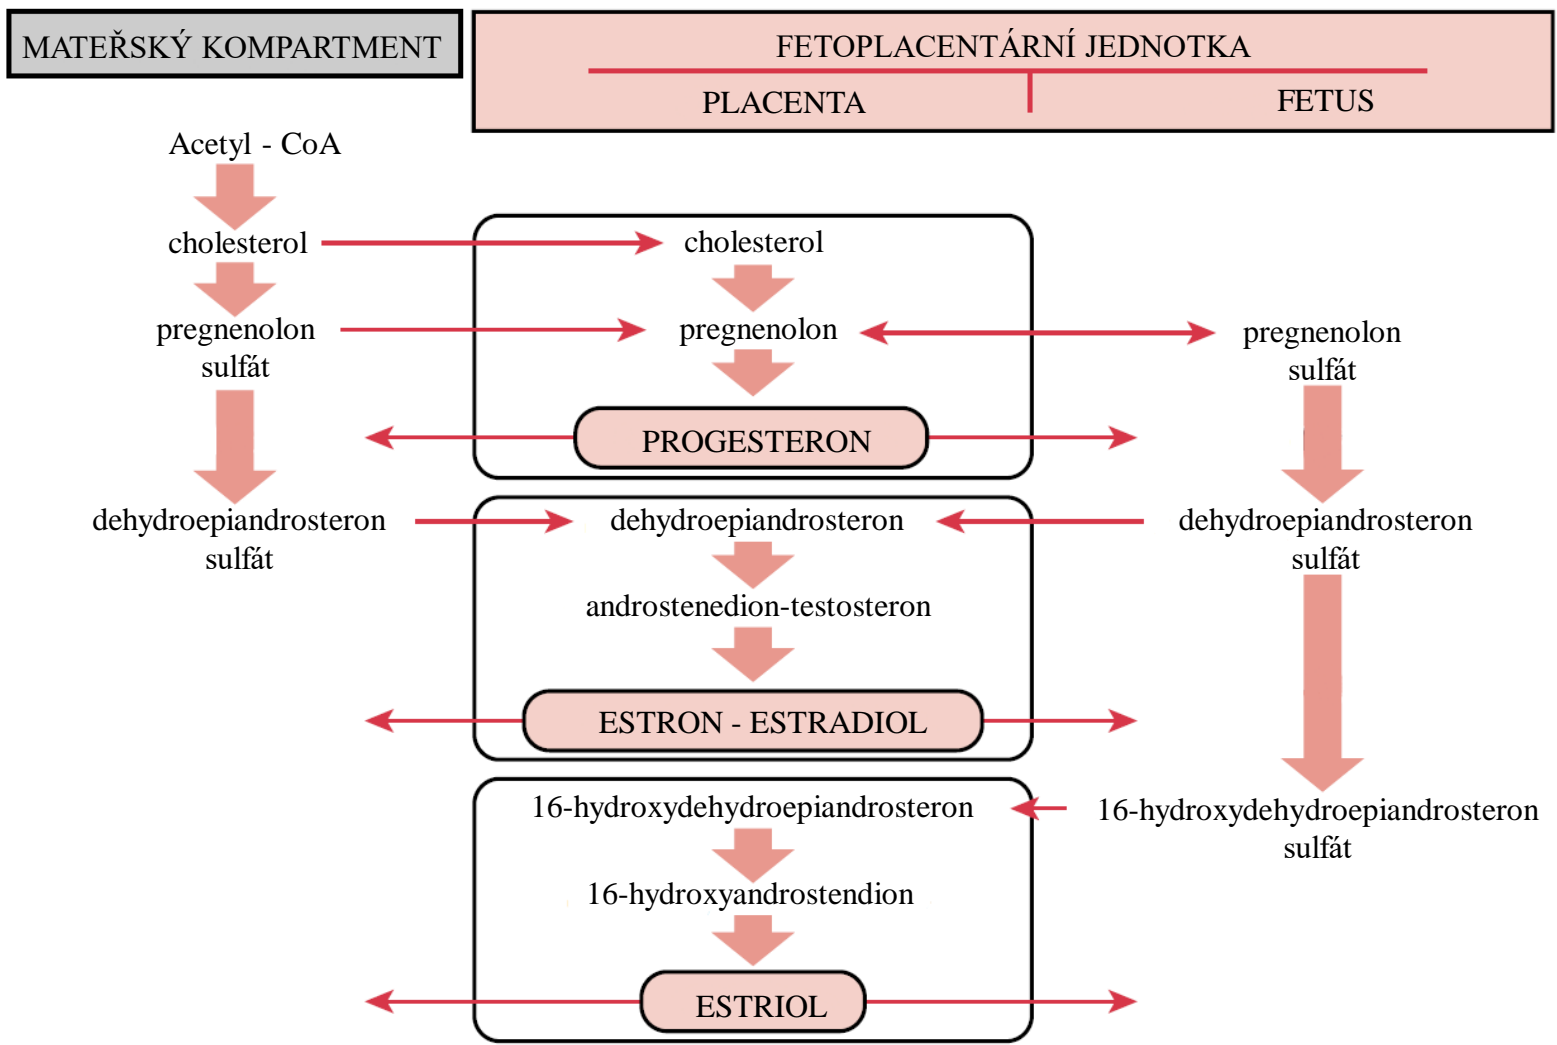 MATEŘSKÝ KOMPARTMENT
FETOPLACENTÁRNÍ JEDNOTKA
PLACENTA
FETUS
Acetyl - CoA
cholesterol
cholesterol
pregnenolon
sulfát
pregnenolon
pregnenolon
sulfát
PROGESTERON
dehydroepiandrosteron
sulfát
dehydroepiandrosteron
dehydroepiandrosteron
sulfát
androstenedion-testosteron
ESTRON - ESTRADIOL
16-hydroxydehydroepiandrosteron
16-hydroxydehydroepiandrosteron
sulfát
16-hydroxyandrostendion
ESTRIOL